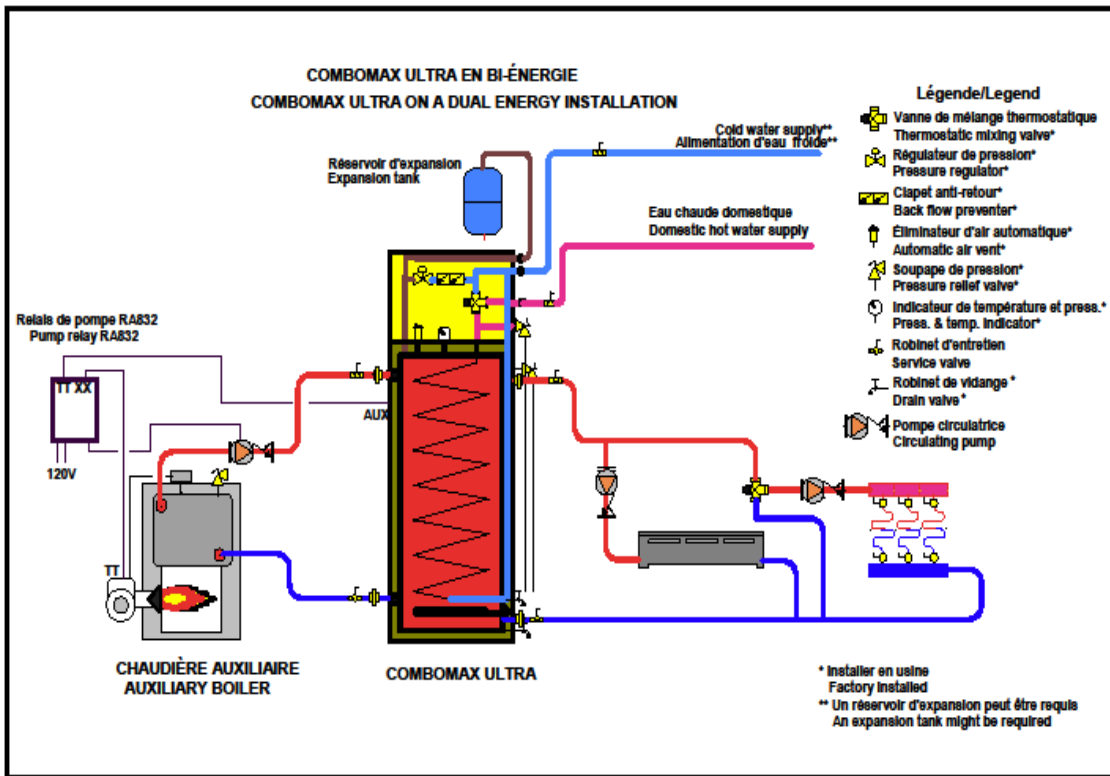 COMBOMAX ULTRA EN BI-ÉNERGIE
COMBOMAX ULTRA ON A DUAL ENERGY INSTALLATION
Légende/Legend
Vanne de mélange thermostatique
Thermostatic mixing valve*
Régulateur de pression*
Pressure regulator*
Clapet anti-retour*
Back flow preventer*
Éliminateur d'air automatique*
Automatic air vent*
Soupape de pression*
Pressure relief valve*
Indicateur de température et press.*
Press. & temp. Indicator*
Robinet d'entretien
Service valve
Robinet de vidange *
Drain valve *
Pompe circulatrice
Circulating pump
Cold water supply**
Alimentation d'eau froide**
Réservoir d'expansion
Expansion tank
Eau chaude domestique
Domestic hot water supply
Relais de pompe RA832
Pump relay RA832
TT XX
AUX
120V
TT
CHAUDIÈRE AUXILIAIRE
AUXILIARY BOILER
COMBOMAX ULTRA
* Installer en usine
Factory Installed
** Un réservoir d'expansion peut être requis
An expansion tank might be required